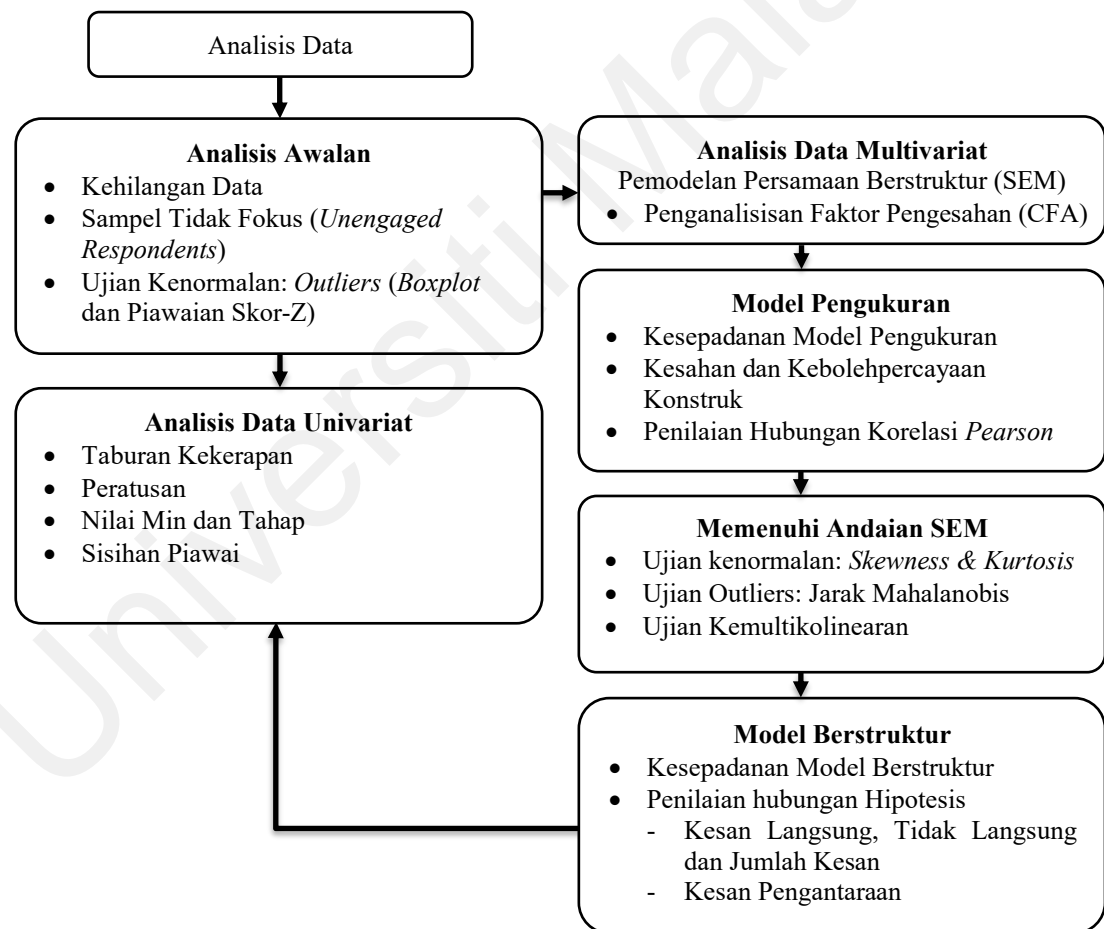 Analisis Data
Analisis Awalan
• Kehilangan Data
• Sampel Tidak Fokus (Unengaged
Respondents)
• Ujian Kenormalan: Outliers (Boxplot
dan Piawaian Skor-Z)
Analisis Data Univariat
• Taburan Kekerapan
• Peratusan
• Nilai Min dan Tahap
• Sisihan Piawai
Analisis Data Multivariat
Pemodelan Persamaan Berstruktur (SEM)
• Penganalisisan Faktor Pengesahan (CFA)
Model Pengukuran
• Kesepadanan Model Pengukuran
• Kesahan dan Kebolehpercayaan
Konstruk
• Penilaian Hubungan Korelasi Pearson
Memenuhi Andaian SEM
• Ujian kenormalan: Skewness & Kurtosis
• Ujian Outliers: Jarak Mahalanobis
• Ujian Kemultikolinearan
Model Berstruktur
• Kesepadanan Model Berstruktur
• Penilaian hubungan Hipotesis
- Kesan Langsung, Tidak Langsung
dan Jumlah Kesan
- Kesan Pengantaraan
Universiti Mala